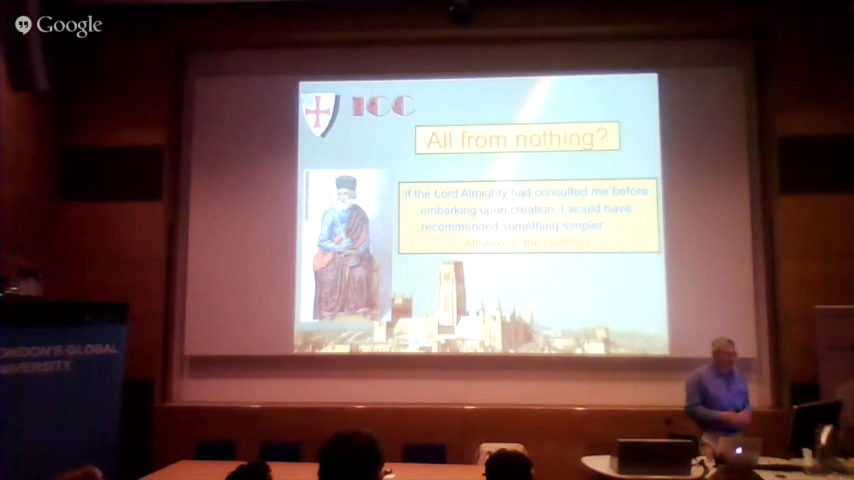 Google
ICC
All from nothing?
If the Lord Almighty had consulted me before
embarking upon creation, I would have
recommended something simpler
LONDON'S GLOBAL
UNIVERSITY